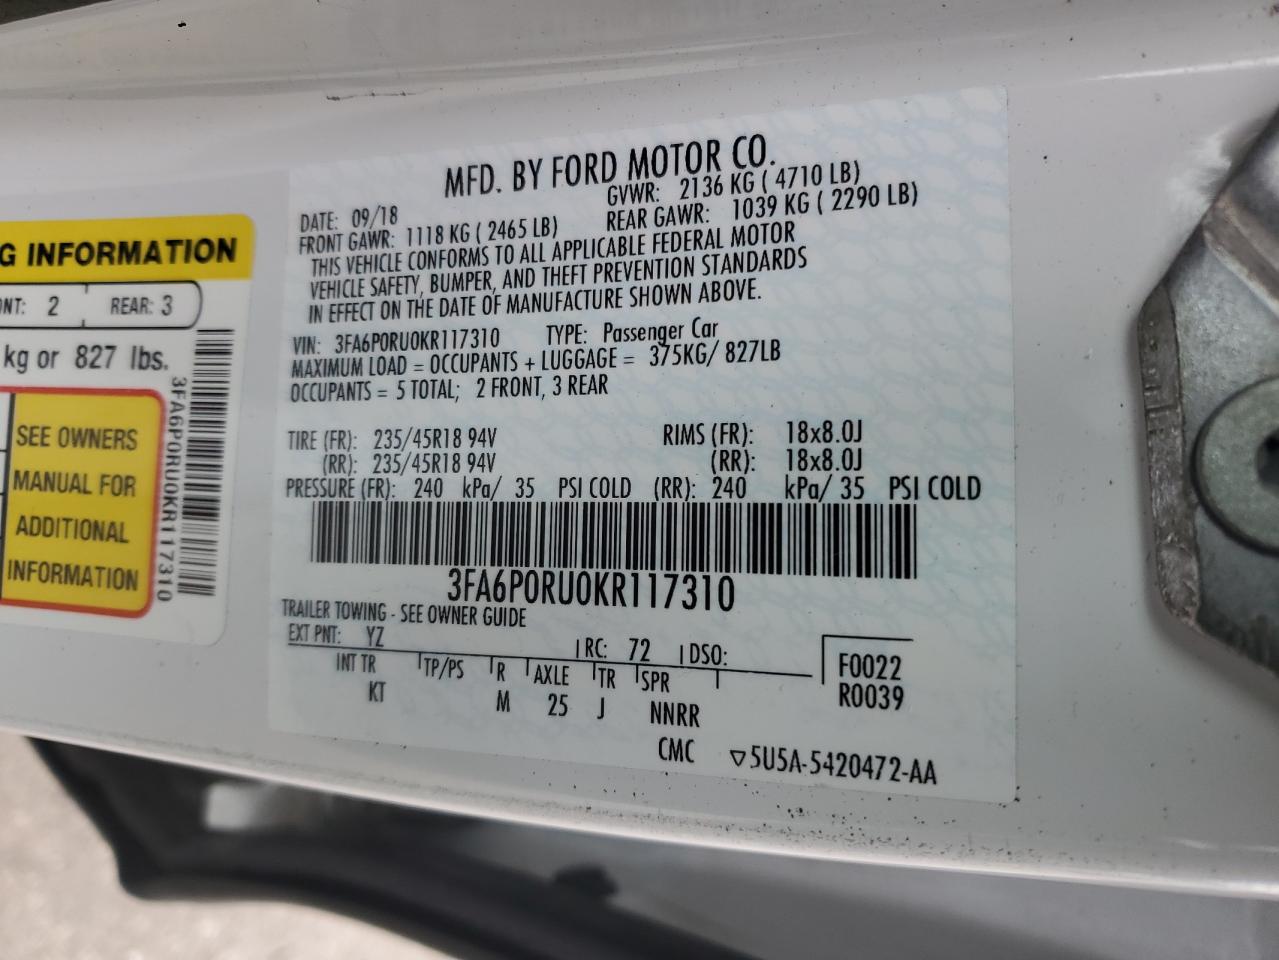 G INFORMATION
NT: 2 REAR: 3
kg or 827 lbs.
SEE OWNERS
MANUAL FOR
ADDITIONAL
INFORMATION
3FA6P0RU0KR117310
MFD. BY FORD MOTOR CO.
DATE: 09/18 GVWR: 2136 KG ( 4710 LB)
FRONT GAWR: 1118 KG ( 2465 LB) REAR GAWR: 1039 KG ( 2290 LB)
THIS VEHICLE CONFORMS TO ALL APPLICABLE FEDERAL MOTOR
VEHICLE SAFETY, BUMPER, AND THEFT PREVENTION STANDARDS
IN EFFECT ON THE DATE OF MANUFACTURE SHOWN ABOVE.
VIN: 3FA6P0RU0KR117310 TYPE: Passenger Car
MAXIMUM LOAD = OCCUPANTS + LUGGAGE = 375KG/ 827LB
OCCUPANTS = 5 TOTAL; 2 FRONT, 3 REAR
TIRE (FR): 235/45R18 94V RIMS (FR): 18x8.0J
(RR): 235/45R18 94V (RR): 18x8.0J
PRESSURE (FR): 240 kPa/ 35 PSI COLD (RR): 240 kPa/ 35 PSI COLD
3FA6P0RU0KR117310
TRAILER TOWING - SEE OWNER GUIDE
EXT PNT: YZ RC: 72 DSO:
INT TR TP/PS R AXLE TR SPR
KT M 25 J NNRR
F0022
R0039
CMC ▽5U5A-5420472-AA